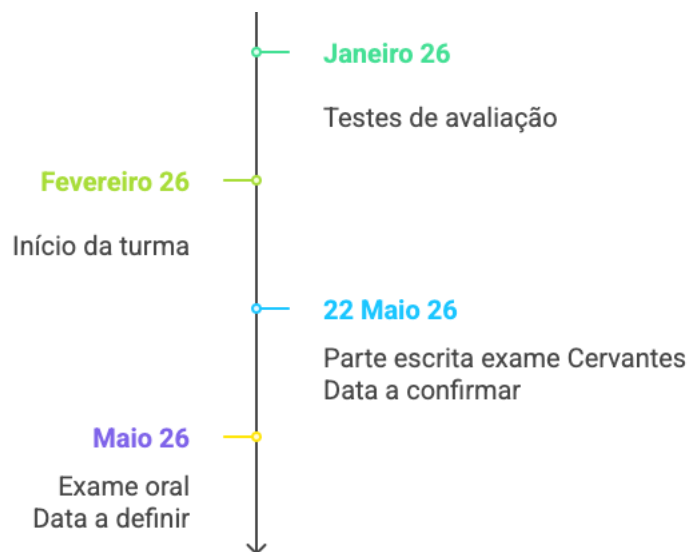 Janeiro 26
Testes de avaliação
Fevereiro 26
Início da turma
22 Maio 26
Parte escrita exame Cervantes
Data a confirmar
Maio 26
Exame oral
Data a definir